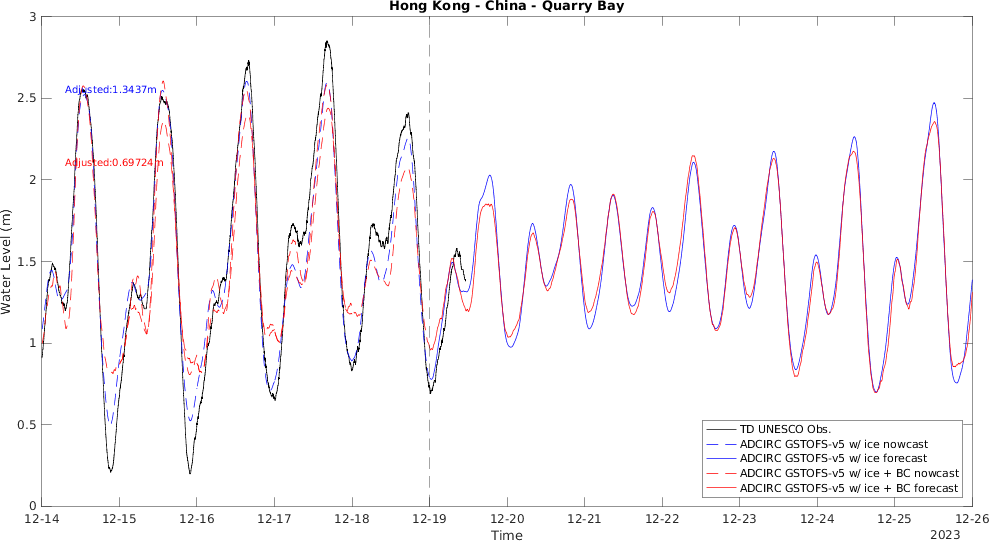 Hong Kong - China - Quarry Bay
3
2.5
2
1.5
1
0.5
0
Water Level (m)
Adjusted:1.3437m
Adjusted:0.69724m
TD UNESCO Obs.
ADCIRC GSTOFS-v5 w/ ice nowcast
ADCIRC GSTOFS-v5 w/ ice forecast
ADCIRC GSTOFS-v5 w/ ice + BC nowcast
ADCIRC GSTOFS-v5 w/ ice + BC forecast
12-14 12-15 12-16 12-17 12-18 12-19 12-20 12-21 12-22 12-23 12-24 12-25 12-26
Time
2023